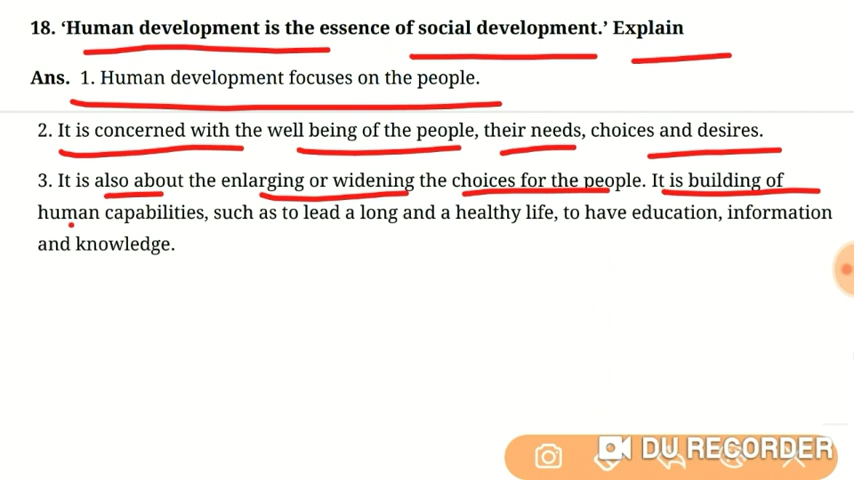 18. ‘Human development is the essence of social development.’ Explain
Ans. 1. Human development focuses on the people.
2. It is concerned with the well being of the people, their needs, choices and desires.
3. It is also about the enlarging or widening the choices for the people. It is building of
human capabilities, such as to lead a long and a healthy life, to have education, information
and knowledge.
DU RECORDER